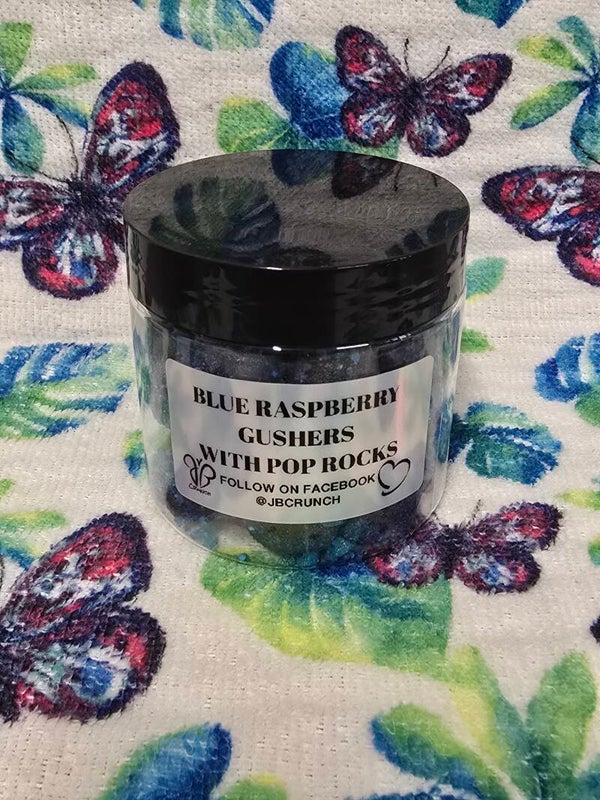 BLUE RASPBERRY
GUSHERS
WITH POP ROCKS
FOLLOW ON FACEBOOK
@JBCRUNCH